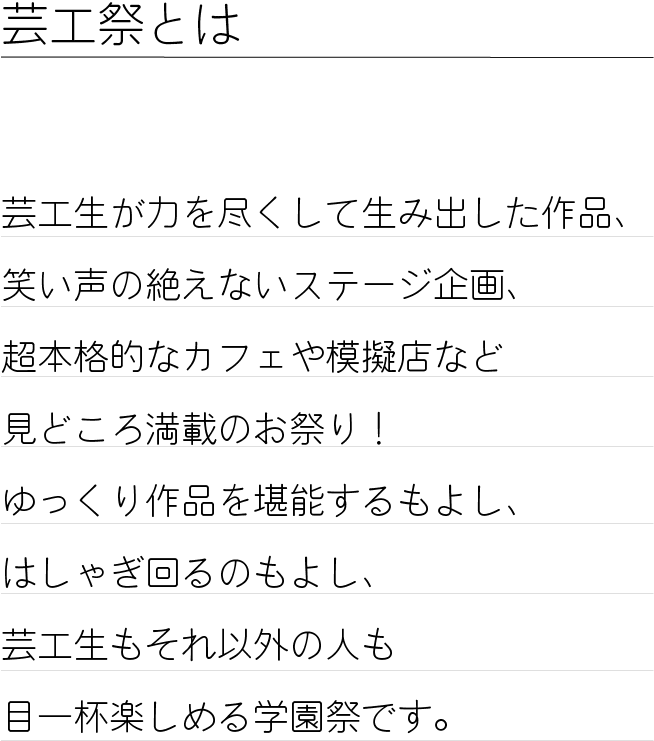 芸工祭とは
芸工生が力を尽くして生み出した作品、
笑い声の絶えないステージ企画、
超本格的なカフェや模擬店など
見どころ満載のお祭り！
ゆっくり作品を堪能するもよし、
はしゃぎ回るのもよし、
芸工生もそれ以外の人も
目一杯楽しめる学園祭です。